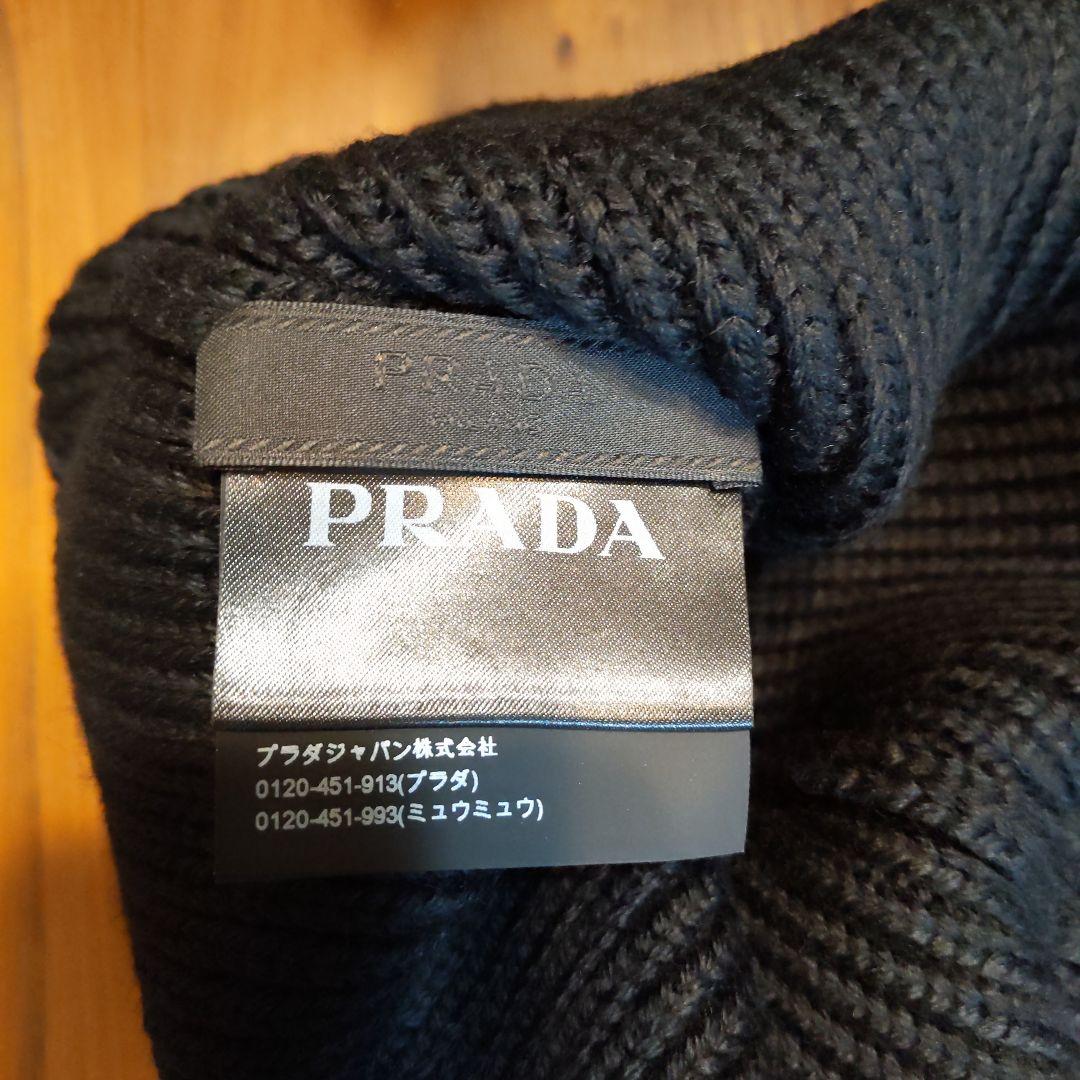 PRADA
PRADA
プラダジャパン株式会社
0120-451-913(プラダ)
0120-451-993(ミュウミュウ)